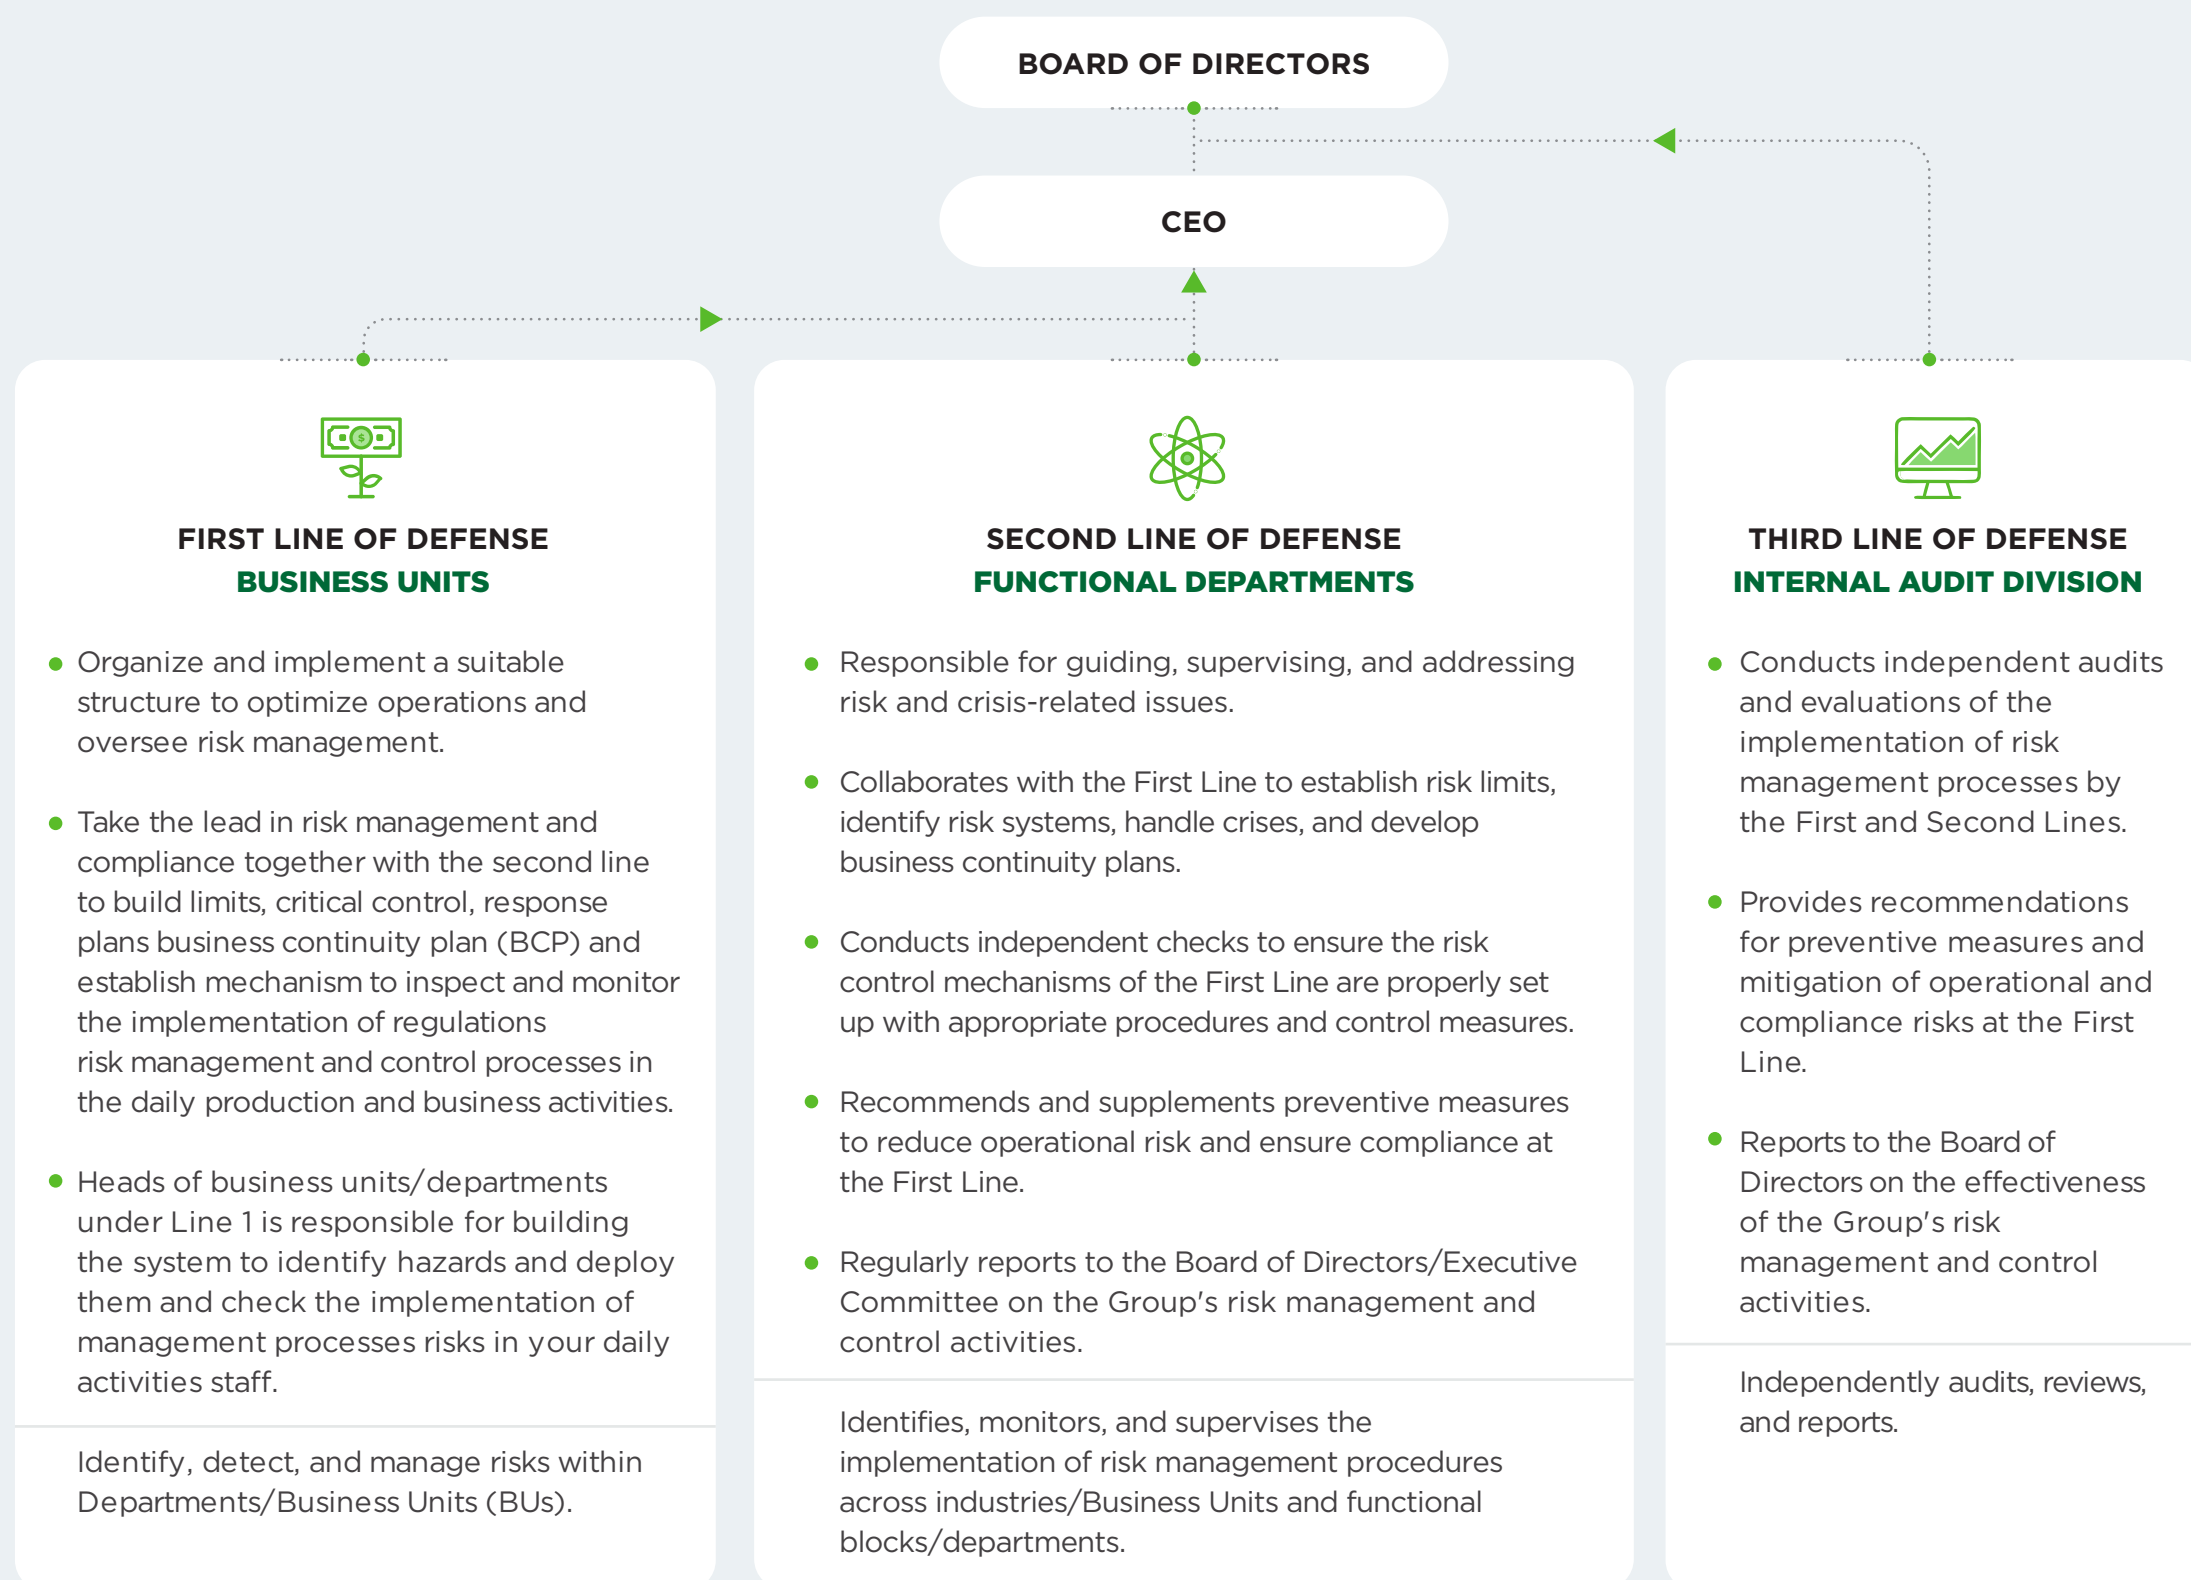 BOARD OF DIRECTORS
CEO
FIRST LINE OF DEFENSE
BUSINESS UNITS
Organize and implement a suitable
structure to optimize operations and
oversee risk management.
Take the lead in risk management and
compliance together with the second line
to build limits, critical control, response
plans business continuity plan (BCP) and
establish mechanism to inspect and monitor
the implementation of regulations
risk management and control processes in
the daily production and business activities.
Heads of business units/departments
under Line 1 is responsible for building
the system to identify hazards and deploy
them and check the implementation of
management processes risks in your daily
activities staff.
Identify, detect, and manage risks within
Departments/Business Units (BUs).
SECOND LINE OF DEFENSE
FUNCTIONAL DEPARTMENTS
Responsible for guiding, supervising, and addressing
risk and crisis-related issues.
Collaborates with the First Line to establish risk limits,
identify risk systems, handle crises, and develop
business continuity plans.
Conducts independent checks to ensure the risk
control mechanisms of the First Line are properly set
up with appropriate procedures and control measures.
Recommends and supplements preventive measures
to reduce operational risk and ensure compliance at
the First Line.
Regularly reports to the Board of Directors/Executive
Committee on the Group's risk management and
control activities.
Identifies, monitors, and supervises the
implementation of risk management procedures
across industries/Business Units and functional
blocks/departments.
THIRD LINE OF DEFENSE
INTERNAL AUDIT DIVISION
Conducts independent audits
and evaluations of the
implementation of risk
management processes by
the First and Second Lines.
Provides recommendations
for preventive measures and
mitigation of operational and
compliance risks at the First
Line.
Reports to the Board of
Directors on the effectiveness
of the Group's risk
management and control
activities.
Independently audits, reviews,
and reports.